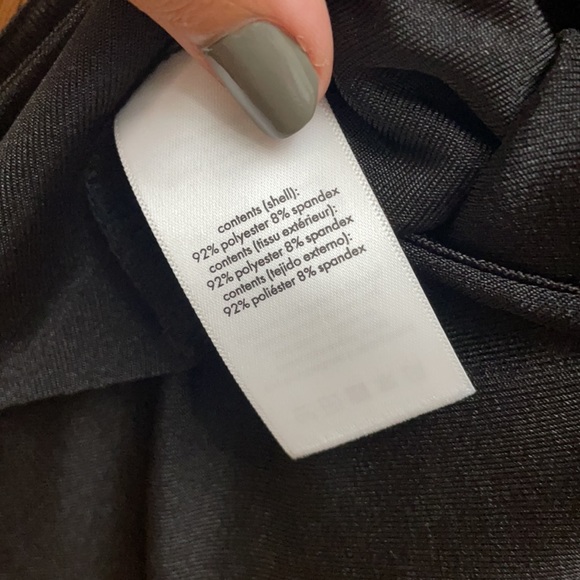 contents (shell):
92% polyester 8% spandex
contents (tissu extérieur):
92% polyester 8% spandex
contents (tejido externo):
92% poliéster 8% spandex